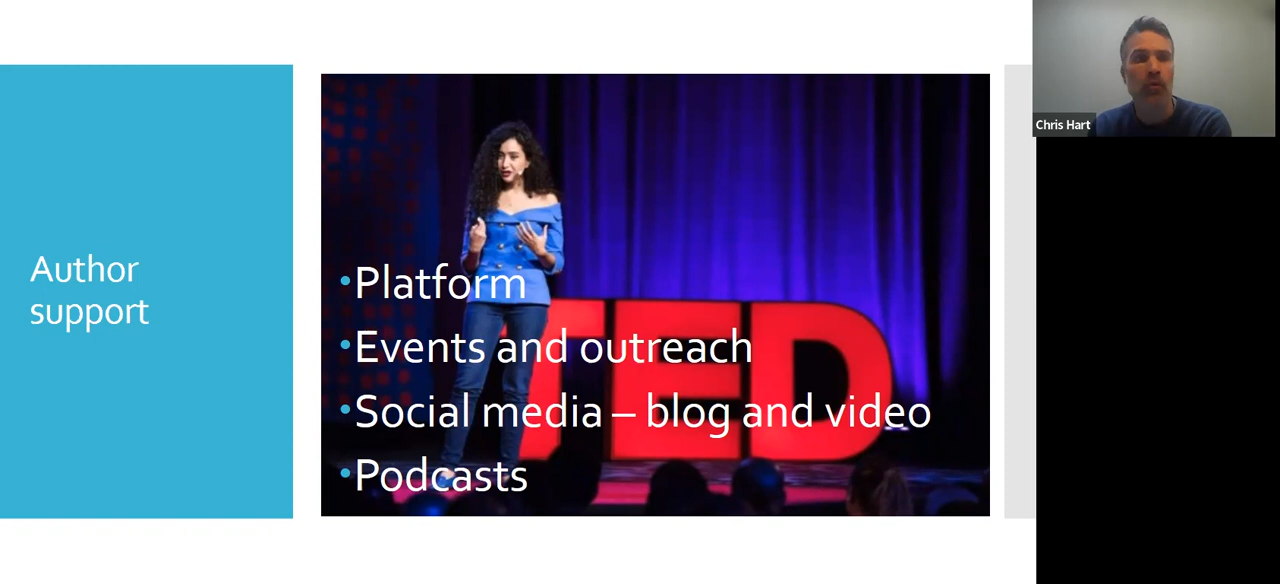 Author
support
•Platform
•Events and outreach
•Social media – blog and video
•Podcasts
TED
Chris Hart